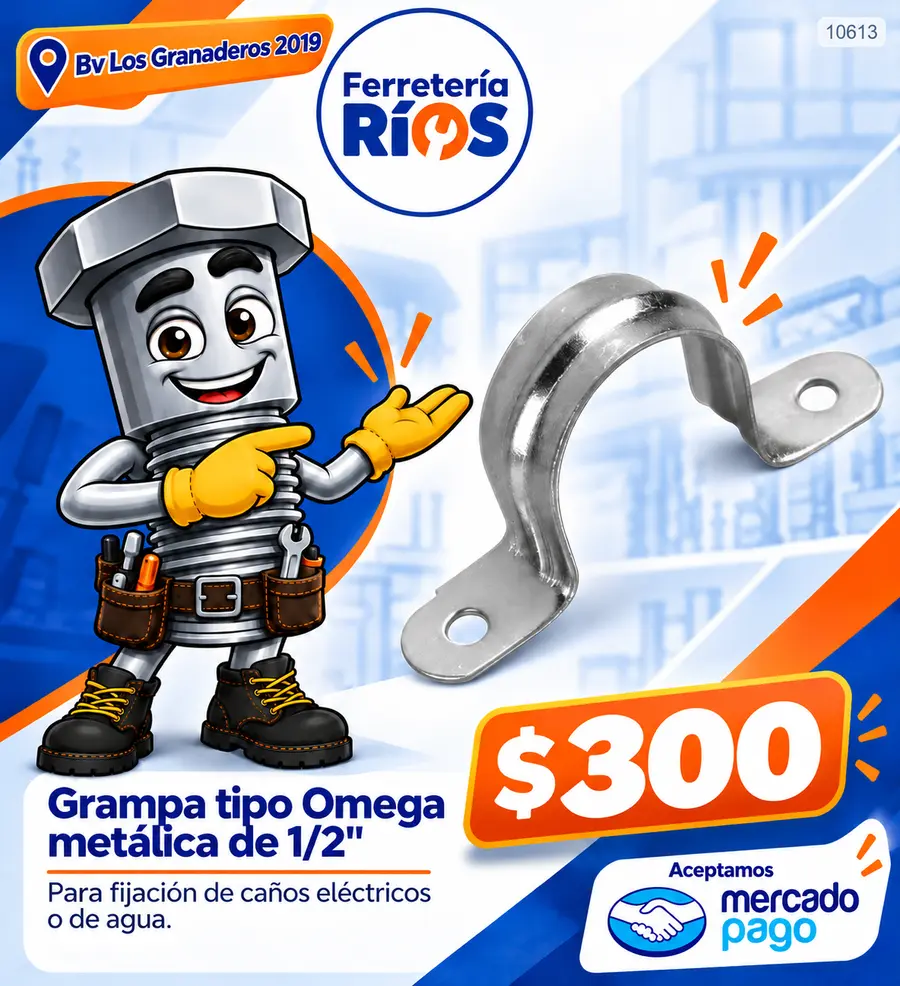 Bv Los Granaderos 2019
Ferretería
RÍOS
10613
$300
Grampa tipo Omega
metálica de 1/2"
Para fijación de caños eléctricos
o de agua.
Aceptamos
mercado
pago